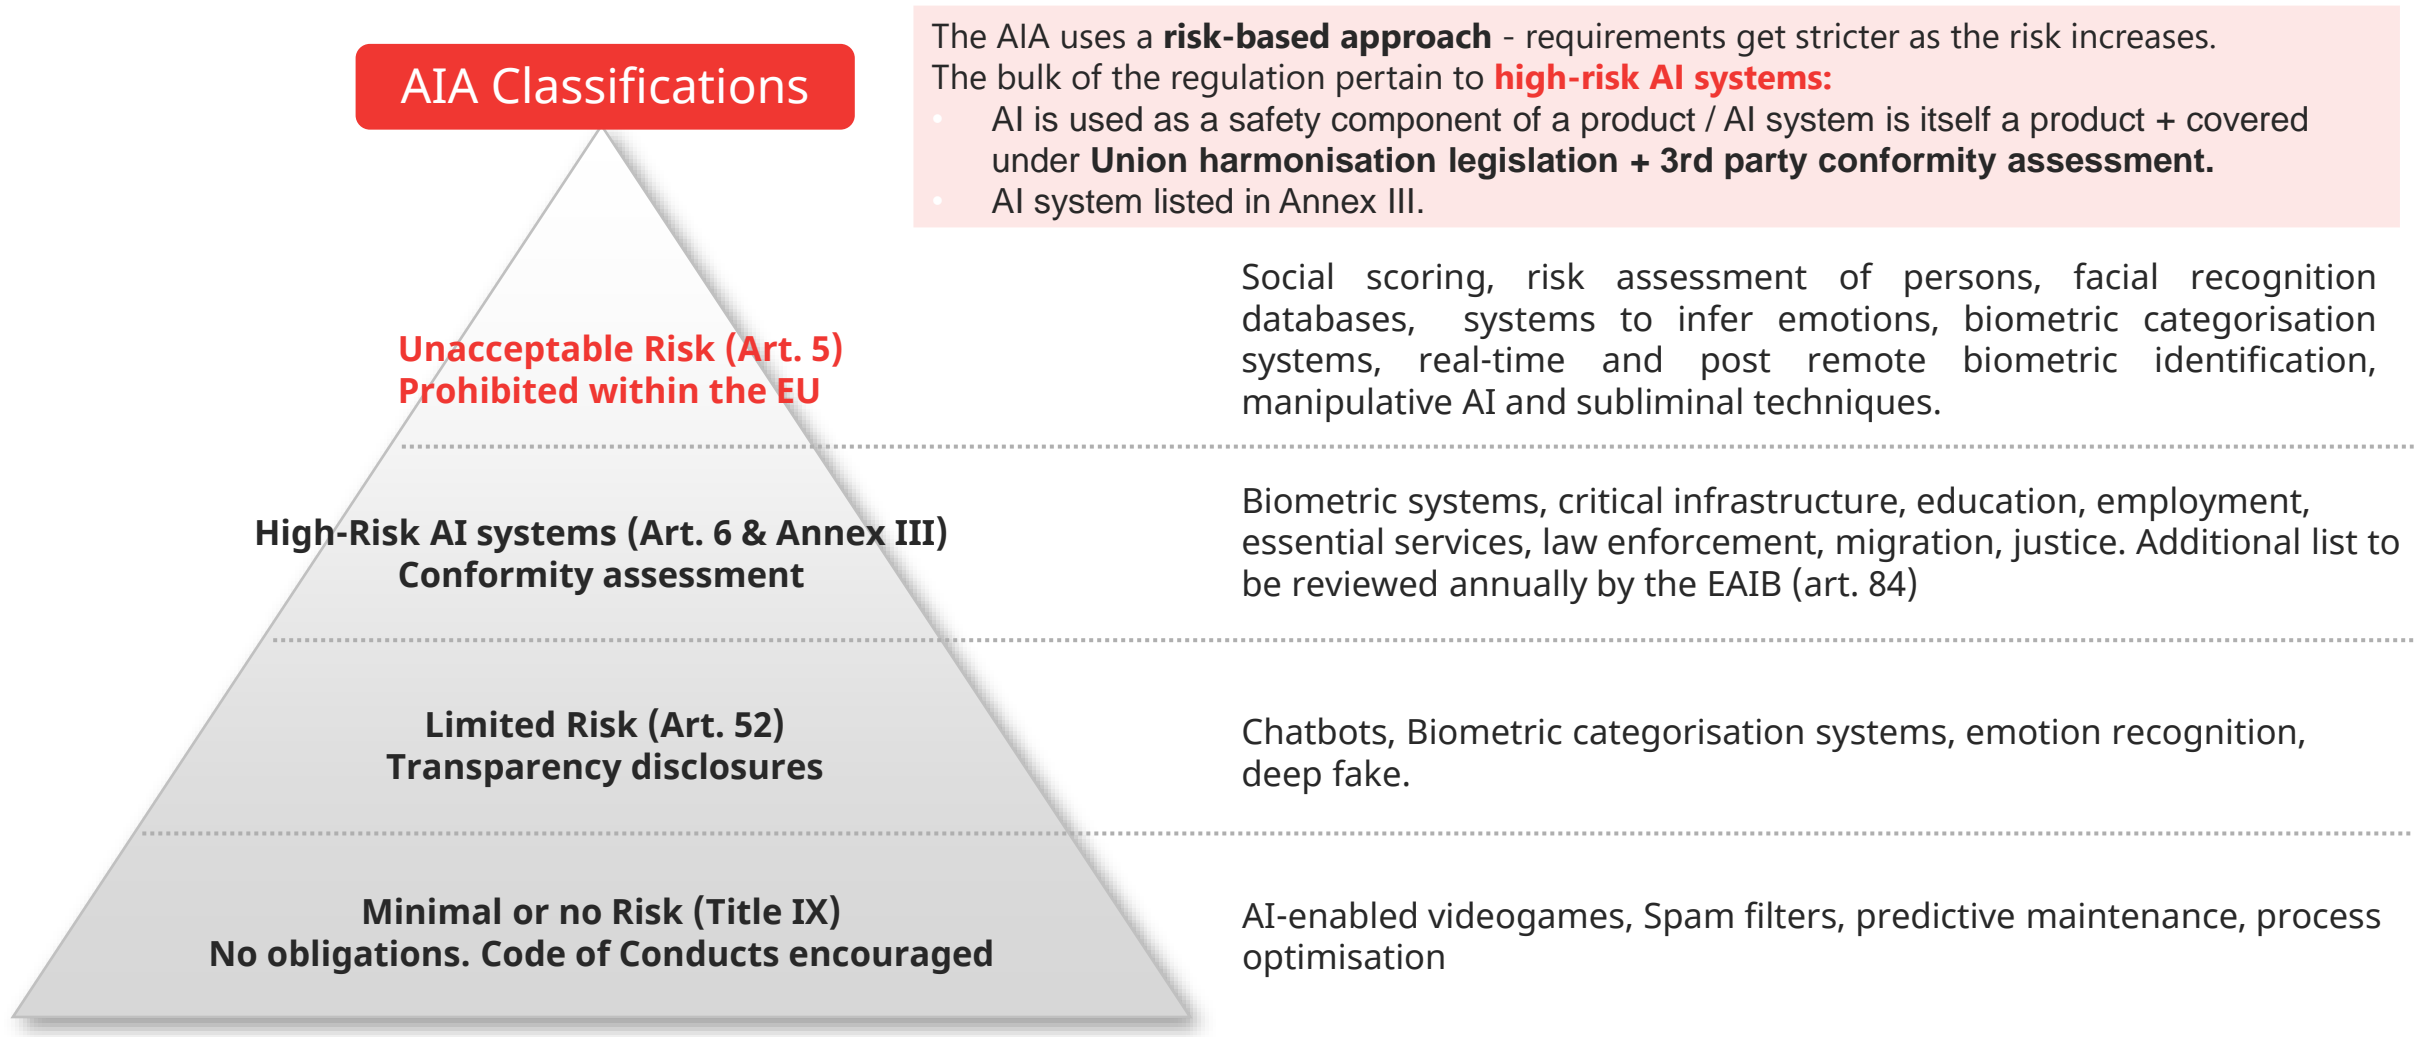 AIA Classifications
The AIA uses a risk-based approach - requirements get stricter as the risk increases.
The bulk of the regulation pertain to high-risk AI systems:
• AI is used as a safety component of a product / AI system is itself a product + covered
under Union harmonisation legislation + 3rd party conformity assessment.
• AI system listed in Annex III.
Unacceptable Risk (Art. 5)
Prohibited within the EU
Social scoring, risk assessment of persons, facial recognition
databases, systems to infer emotions, biometric categorisation
systems, real-time and post remote biometric identification,
manipulative AI and subliminal techniques.
High-Risk AI systems (Art. 6 & Annex III)
Conformity assessment
Biometric systems, critical infrastructure, education, employment,
essential services, law enforcement, migration, justice. Additional list to
be reviewed annually by the EAIB (art. 84)
Limited Risk (Art. 52)
Transparency disclosures
Chatbots, Biometric categorisation systems, emotion recognition,
deep fake.
Minimal or no Risk (Title IX)
No obligations. Code of Conducts encouraged
AI-enabled videogames, Spam filters, predictive maintenance, process
optimisation